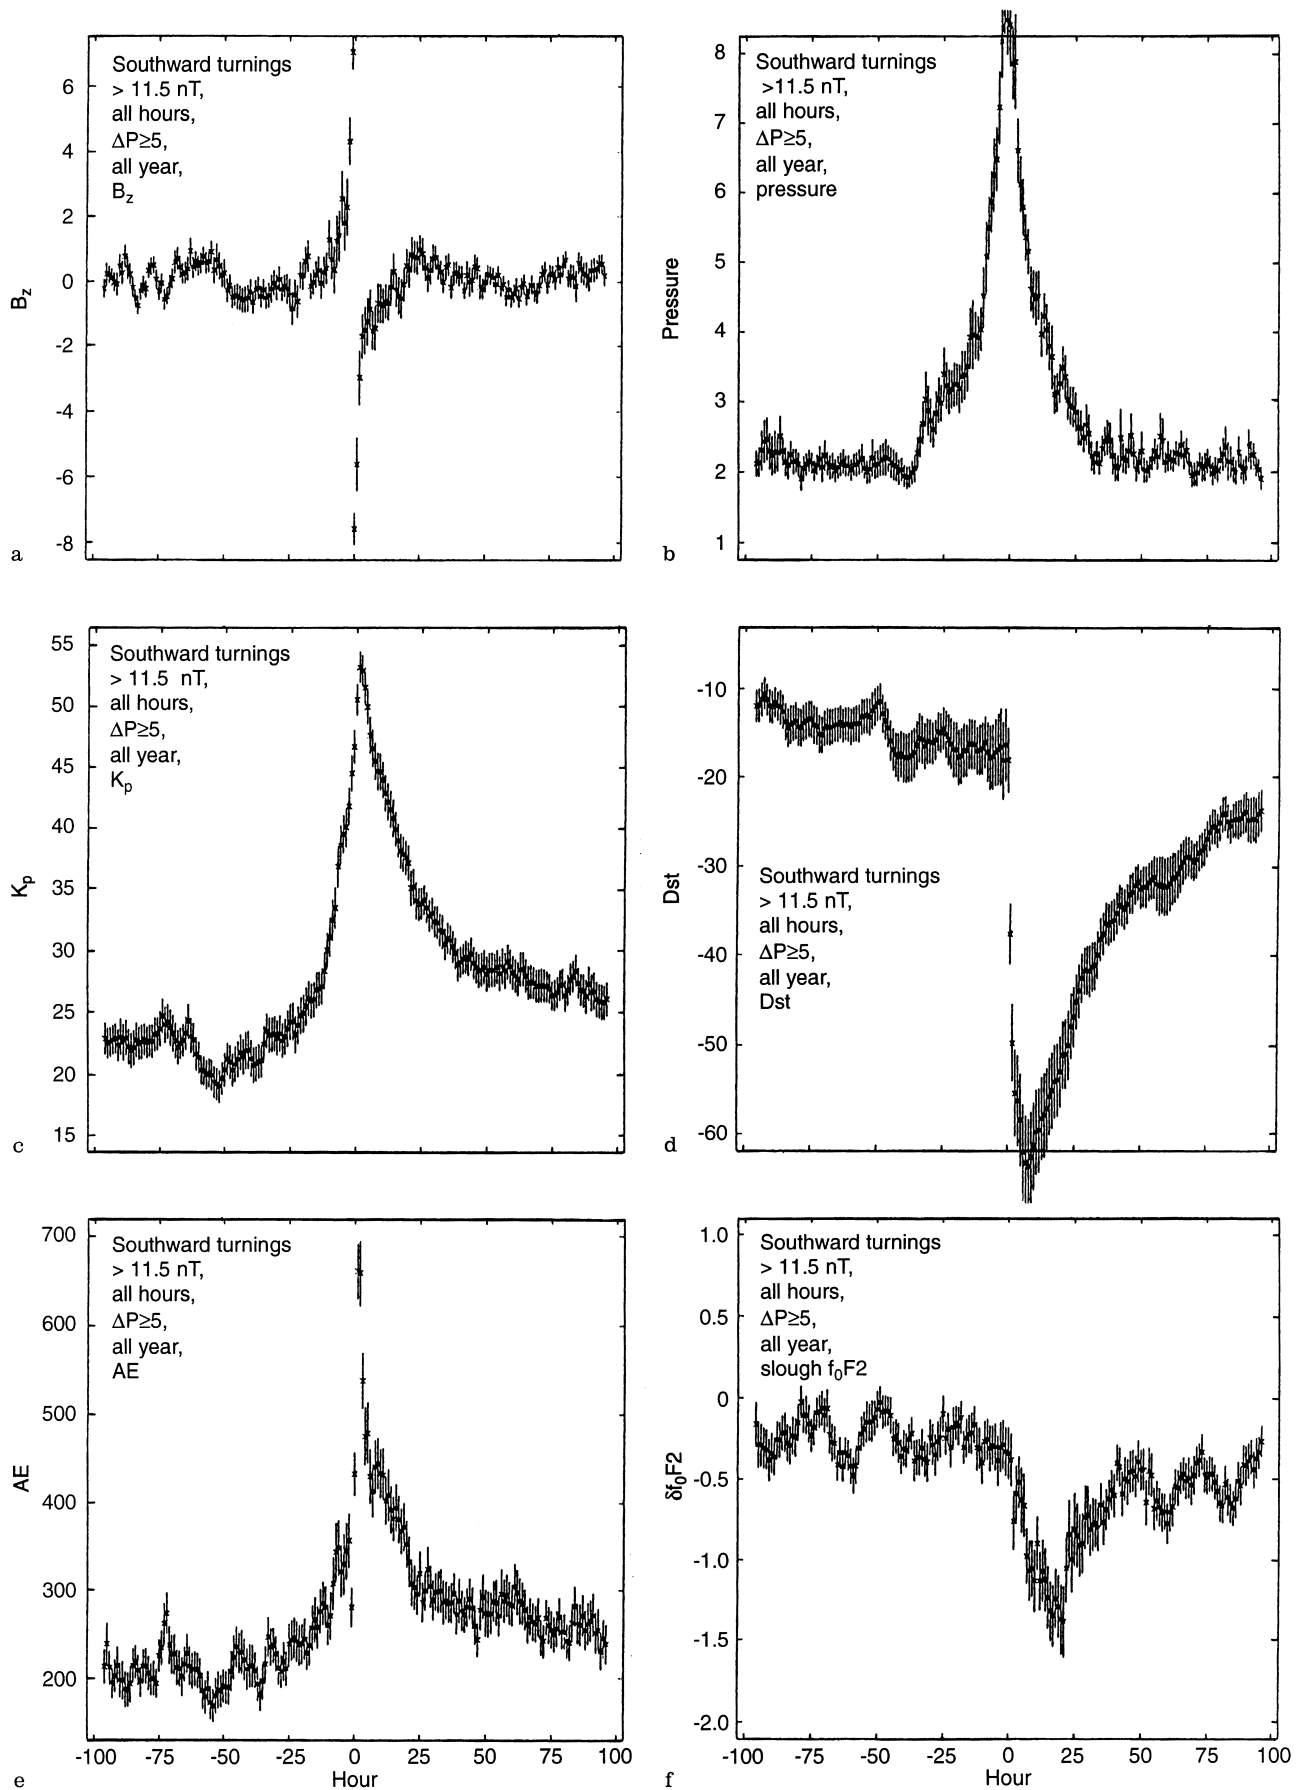 Southward turnings
> 11.5 nT,
all hours,
ΔP≥5,
all year,
Bz
6
4
2
0
-2
-4
-6
-8
Bz
a
Southward turnings
>11.5 nT,
all hours,
ΔP≥5,
all year,
pressure
8
7
6
5
4
3
2
1
Pressure
b
Southward turnings
> 11.5 nT,
all hours,
ΔP≥5,
all year,
Kp
55
50
45
40
35
30
25
20
15
Kp
c
-10
-20
-30
-40
-50
-60
Dst
Southward turnings
> 11.5 nT,
all hours,
ΔP≥5,
all year,
Dst
d
Southward turnings
> 11.5 nT,
all hours,
ΔP≥5,
all year,
AE
700
600
500
400
300
200
AE
-100 -75 -50 -25 0 25 50 75 100
Hour
e
Southward turnings
> 11.5 nT,
all hours,
ΔP≥5,
all year,
slough f0F2
1.0
0.5
0
-0.5
-1.0
-1.5
-2.0
δf0F2
-100 -75 -50 -25 0 25 50 75 100
Hour
f